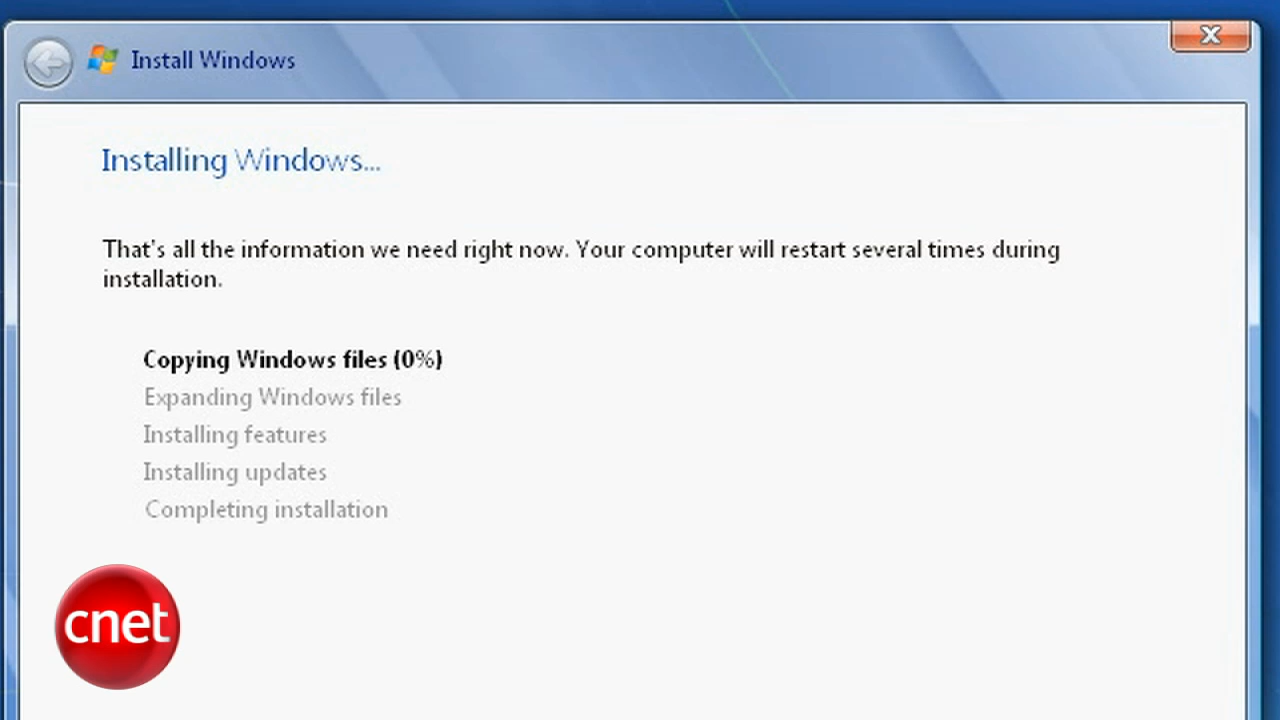 Install Windows
Installing Windows...
That's all the information we need right now. Your computer will restart several times during
installation.
Copying Windows files (0%)
Expanding Windows files
Installing features
Installing updates
Completing installation
cnet